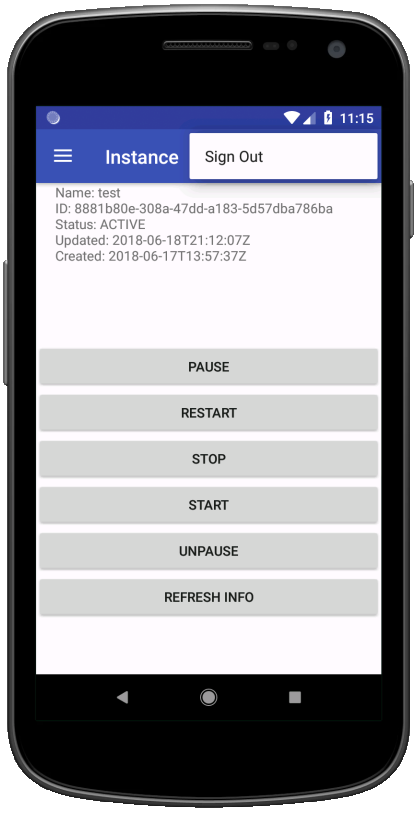 11:15
Instance
Sign Out
Name: test
ID: 8881b80e-308a-47dd-a183-5d57dba786ba
Status: ACTIVE
Updated: 2018-06-18T21:12:07Z
Created: 2018-06-17T13:57:37Z
PAUSE
RESTART
STOP
START
UNPAUSE
REFRESH INFO